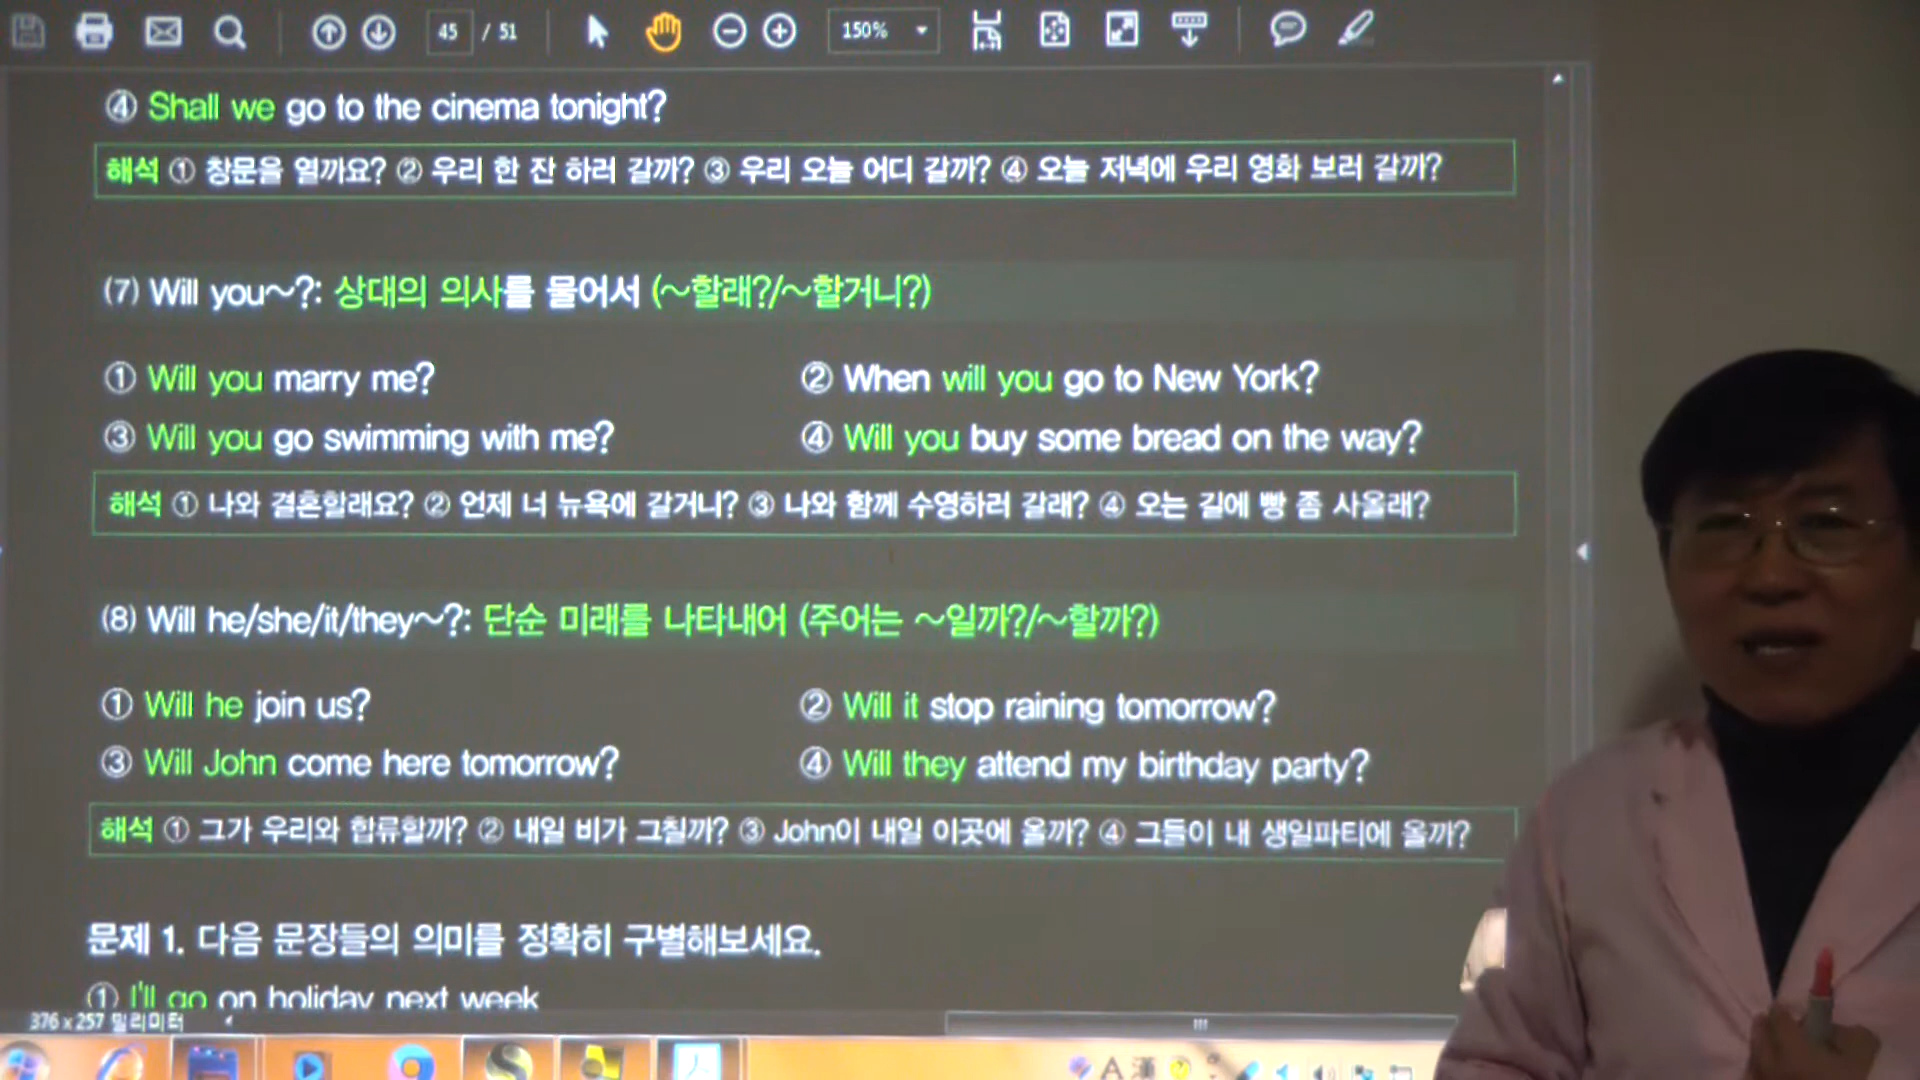 45 / 51
150%
④ Shall we go to the cinema tonight?
해석 ① 창문을 열까요? ② 우리 한 잔 하러 갈까? ③ 우리 오늘 어디 갈까? ④ 오늘 저녁에 우리 영화 보러 갈까?
(7) Will you~?: 상대의 의사를 물어서 (~할래?/~할거니?)
① Will you marry me? ② When will you go to New York?
③ Will you go swimming with me? ④ Will you buy some bread on the way?
해석 ① 나와 결혼할래요? ② 언제 너 뉴욕에 갈거니? ③ 나와 함께 수영하러 갈래? ④ 오는 길에 빵 좀 사올래?
(8) Will he/she/it/they~?: 단순 미래를 나타내어 (주어는 ~일까?/~할까?)
① Will he join us? ② Will it stop raining tomorrow?
③ Will John come here tomorrow? ④ Will they attend my birthday party?
해석 ① 그가 우리와 합류할까? ② 내일 비가 그칠까? ③ John이 내일 이곳에 올까? ④ 그들이 내 생일파티에 올까?
문제 1. 다음 문장들의 의미를 정확히 구별해보세요.
① I'll go on holiday next week
376 x 257 밀리미터
A 漢